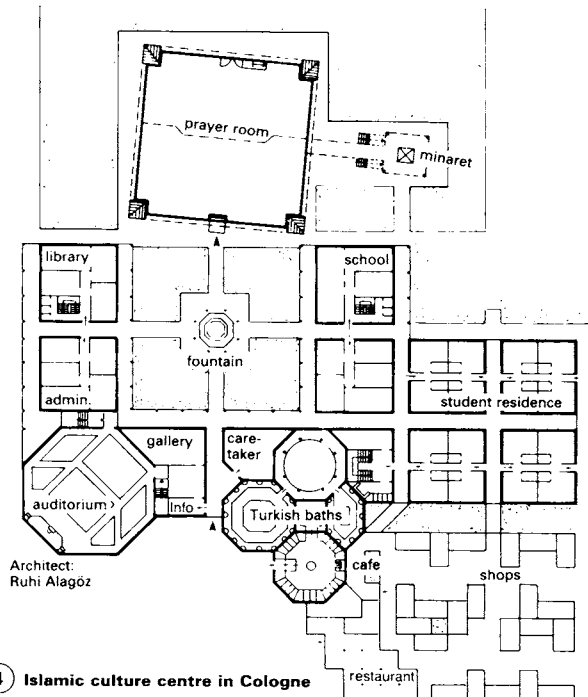 prayer room
minaret
library
school
fountain
admin.
student residence
gallery
care-
taker
auditorium
Info
Turkish baths
cafe
Architect:
Ruhi Alagöz
shops
restaurant
4 Islamic culture centre in Cologne